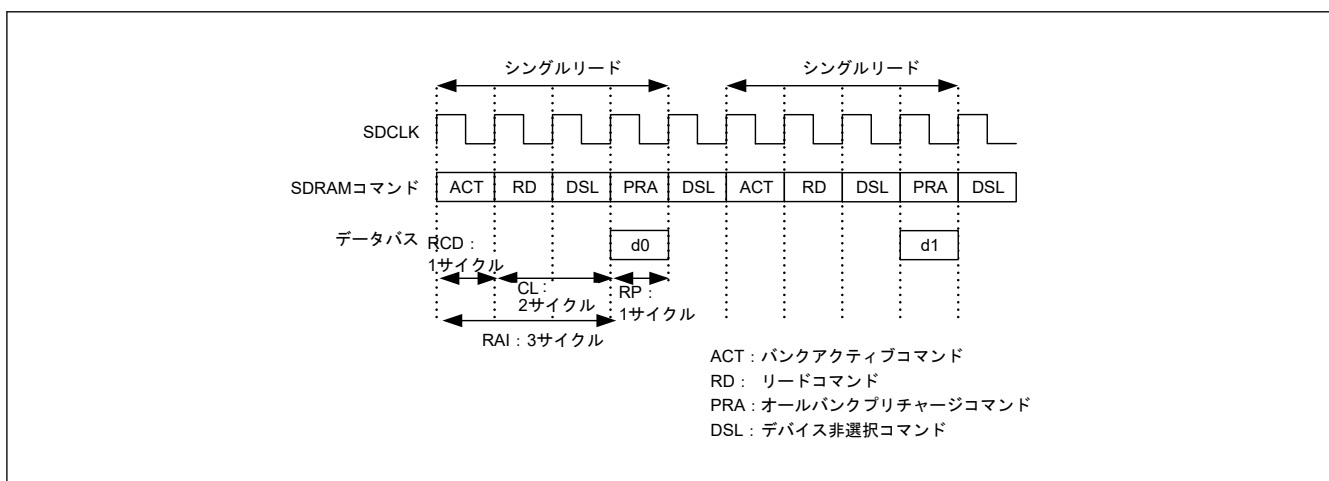 シングルリード シングルリード
SDCLK
SDRAMコマンド ACT RD DSL PRA DSL ACT RD DSL PRA DSL
データバス d0 d1
RCD：
1サイクル
CL：
2サイクル
RP：
1サイクル
RAI：3サイクル
ACT：バンクアクティブコマンド
RD： リードコマンド
PRA：オールバンクプリチャージコマンド
DSL：デバイス非選択コマンド